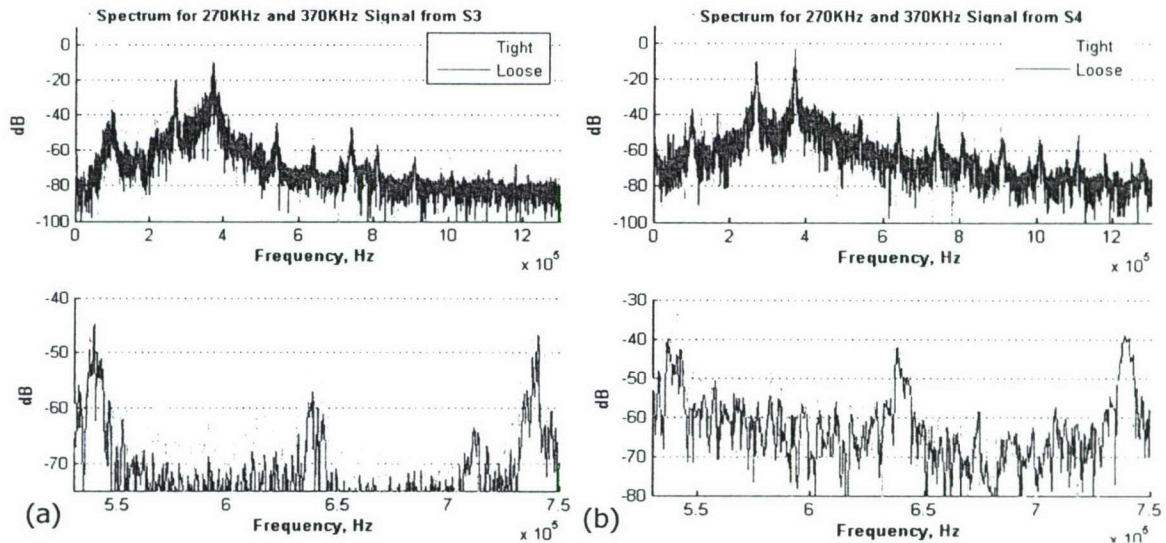 Spectrum for 270KHz and 370KHz Signal from S3
0
-20
-40
-60
-80
-100
dB
Tight
Loose
0 2 4 6 8 10 12
Frequency, Hz
x 10^5
-40
-50
-60
-70
dB
5.5 6 6.5 7 7.5
Frequency, Hz
x 10^5
(a)
Spectrum for 270KHz and 370KHz Signal from S4
0
-20
-40
-60
-80
-100
dB
Tight
Loose
0 2 4 6 8 10 12
Frequency, Hz
x 10^5
-30
-40
-50
-60
-70
-80
dB
5.5 6 6.5 7 7.5
Frequency, Hz
x 10^5
(b)